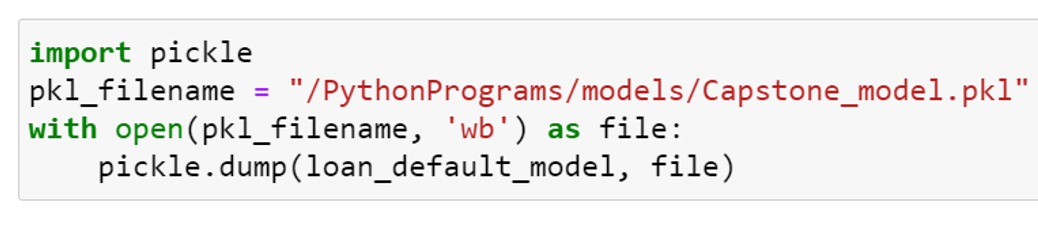 import pickle
pkl_filename = "/PythonPrograms/models/Capstone_model.pkl"
with open(pkl_filename, 'wb') as file:
    pickle.dump(loan_default_model, file)